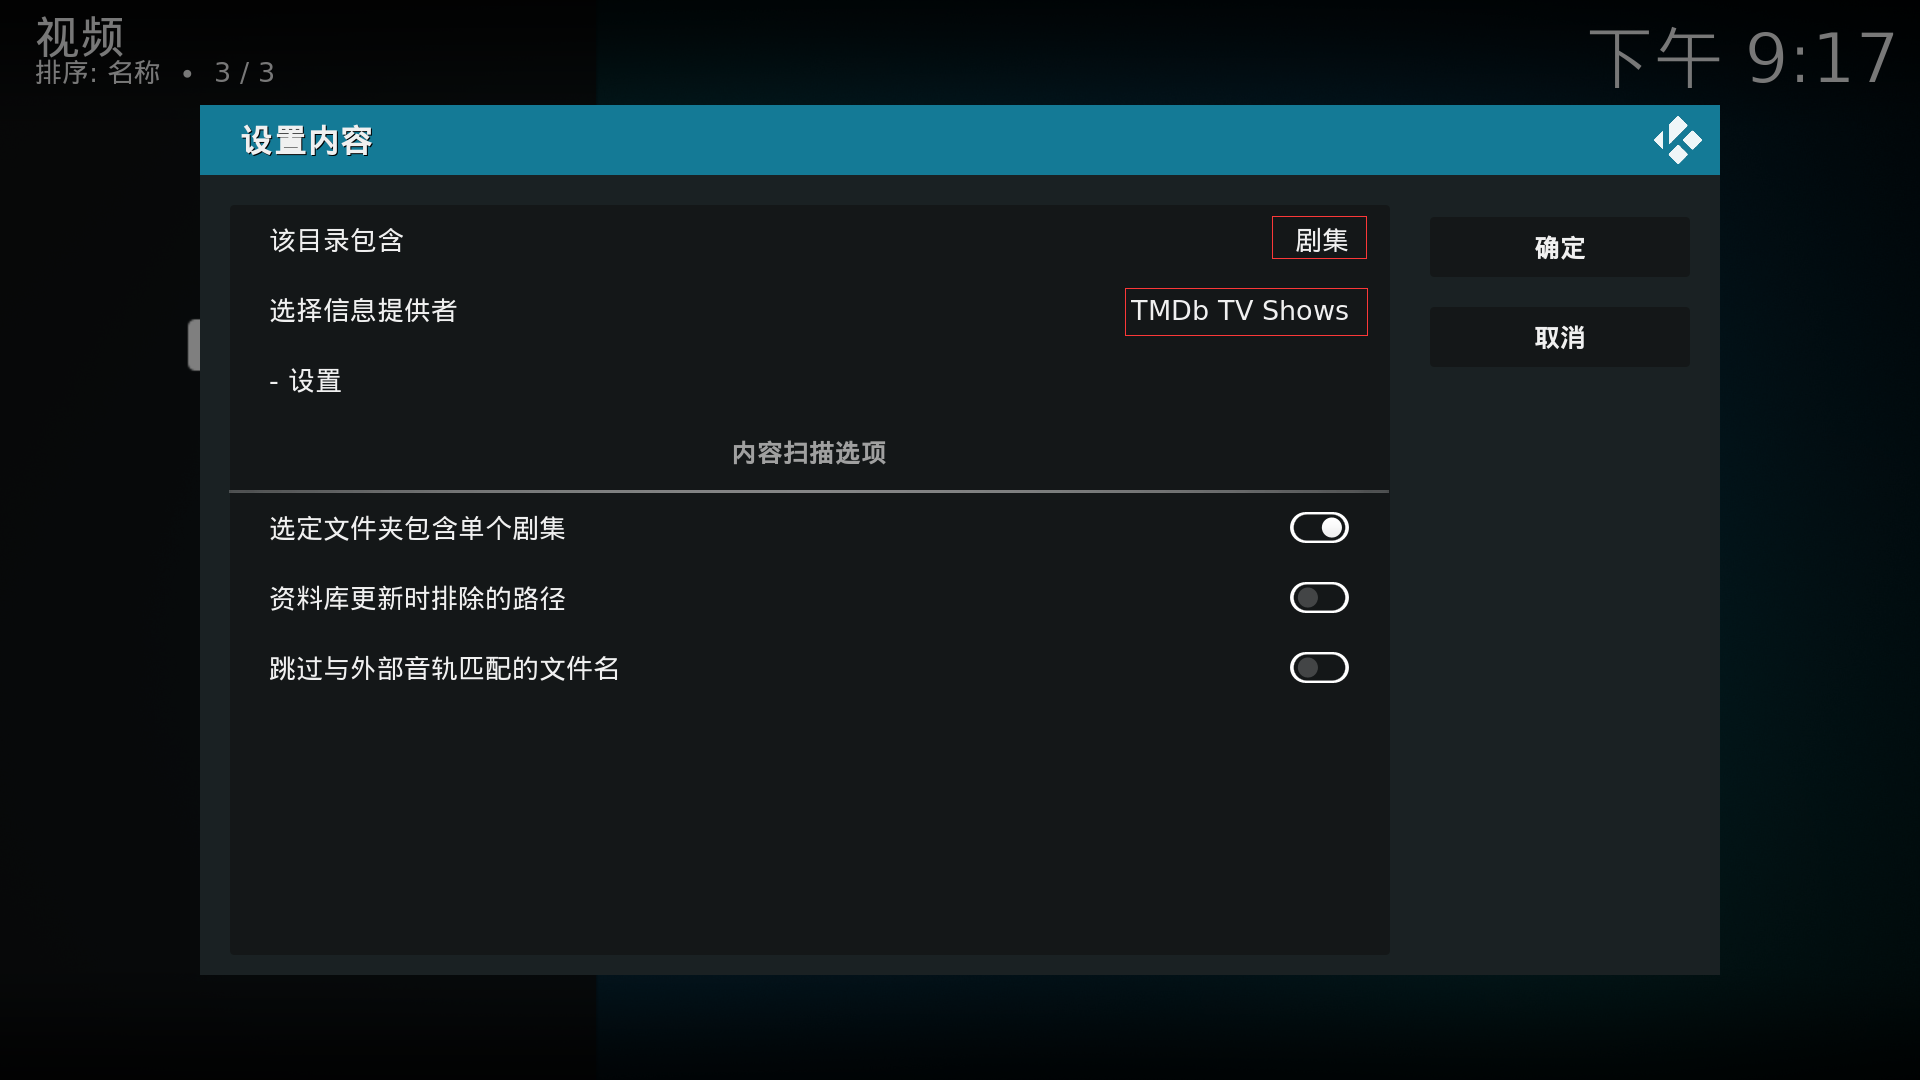 视频
排序: 名称 • 3 / 3
下午 9:17
设置内容
该目录包含 剧集
选择信息提供者 TMDb TV Shows
- 设置
内容扫描选项
选定文件夹包含单个剧集
资料库更新时排除的路径
跳过与外部音轨匹配的文件名
确定
取消